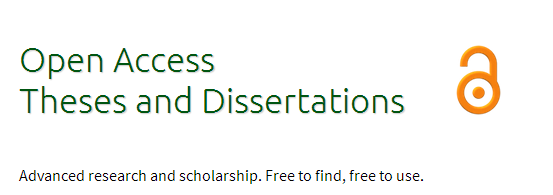 Open Access
Theses and Dissertations
Advanced research and scholarship. Free to find, free to use.